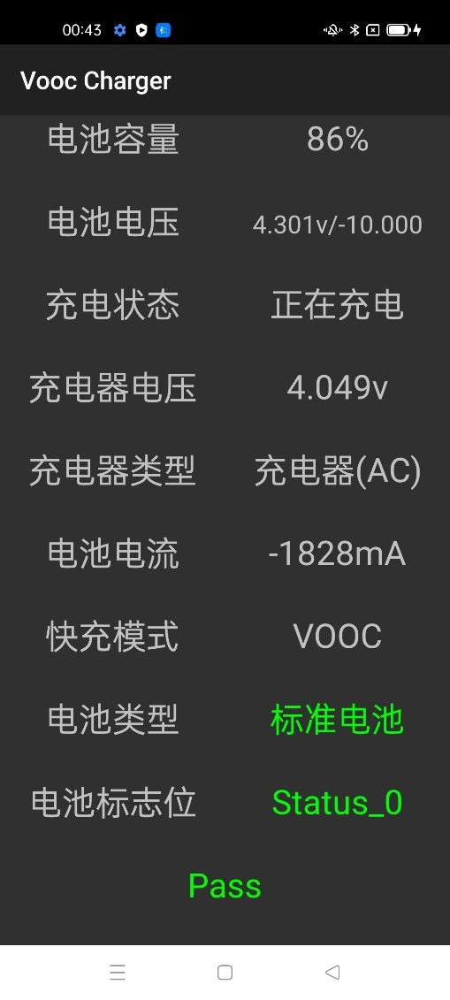 00:43
Vooc Charger
电池容量 86%
电池电压 4.301v/-10.000
充电状态 正在充电
充电器电压 4.049v
充电器类型 充电器(AC)
电池电流 -1828mA
快充模式 VOOC
电池类型 标准电池
电池标志位 Status_0
Pass